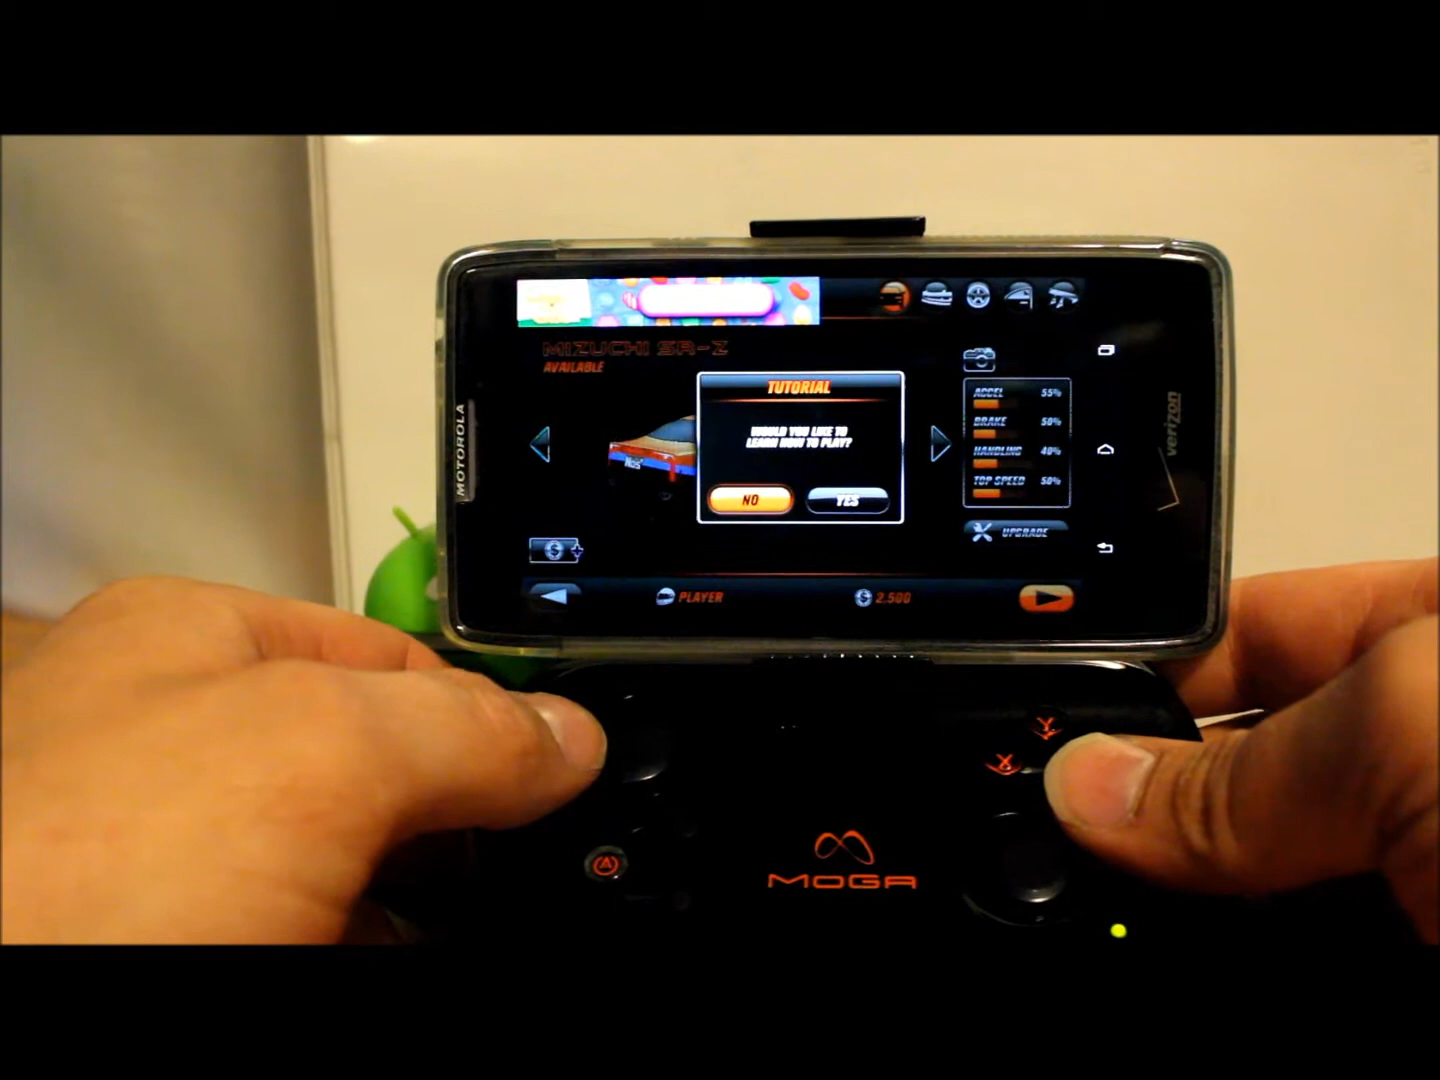 MIZUCHI SR-Z
AVAILABLE
TUTORIAL
WOULD YOU LIKE TO
LEARN HOW TO PLAY?
NO
YES
ACCEL 55%
BRAKE 50%
HANDLING 40%
TOP SPEED 50%
UPGRADE
NOS
PLAYER
2,500
MOTOROLA
verizon
Y
X
MOGA